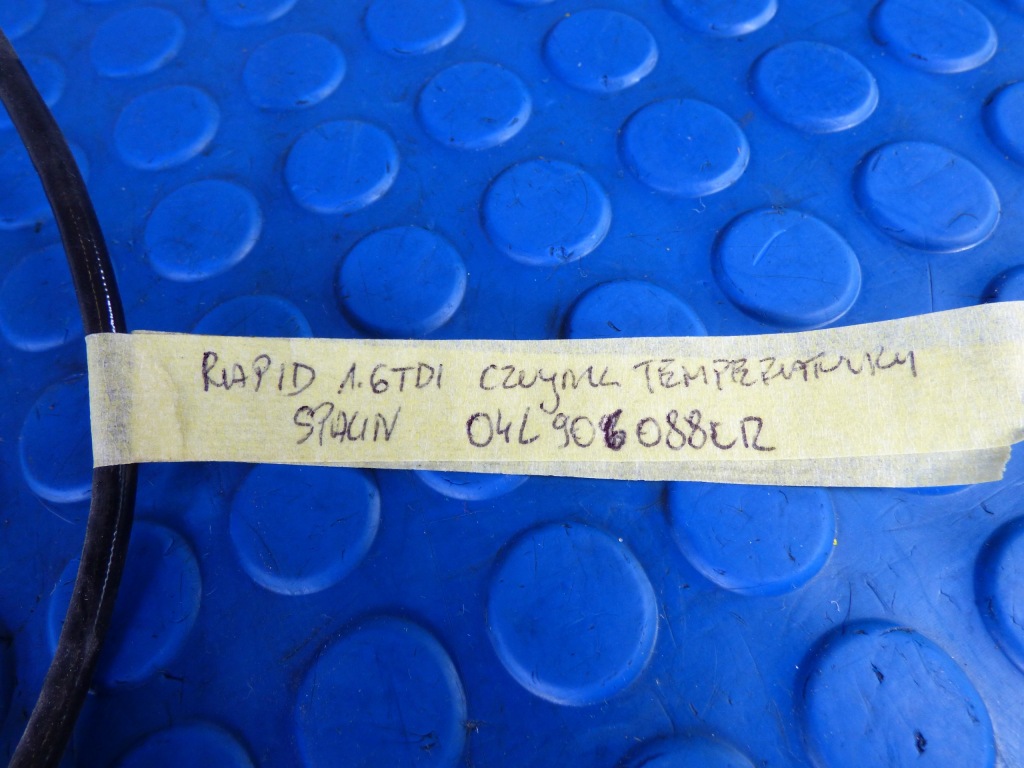 RAPID 1.6TDI CZUJNIK TEMPERATURY
SPALIN 04L906088CR